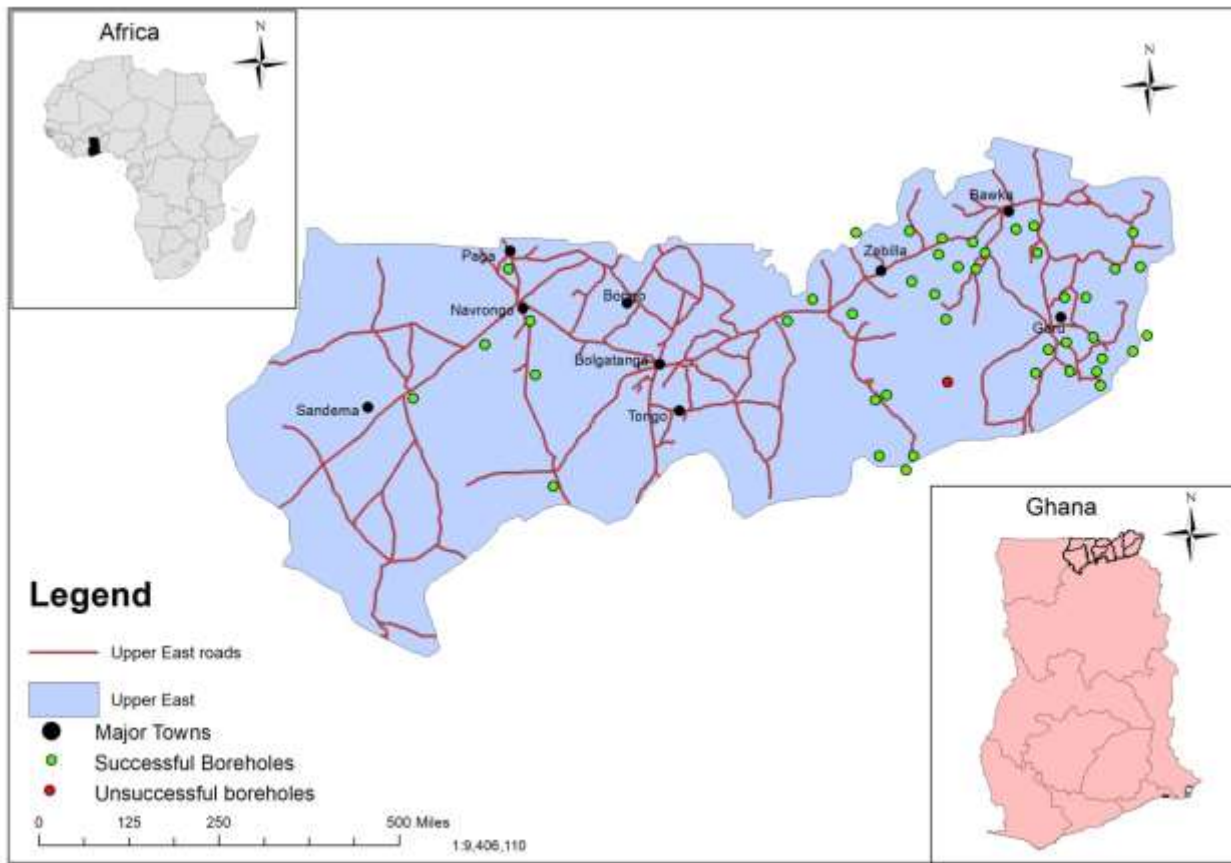 Africa
N
N
Bawka
Zebilla
Paga
Bongo
Navrongo
Garu
Bolgatanga
Sandema
Tongo
Ghana
N
Legend
Upper East roads
Upper East
Major Towns
Successful Boreholes
Unsuccessful boreholes
0 125 250 500 Miles
1:9,406,110